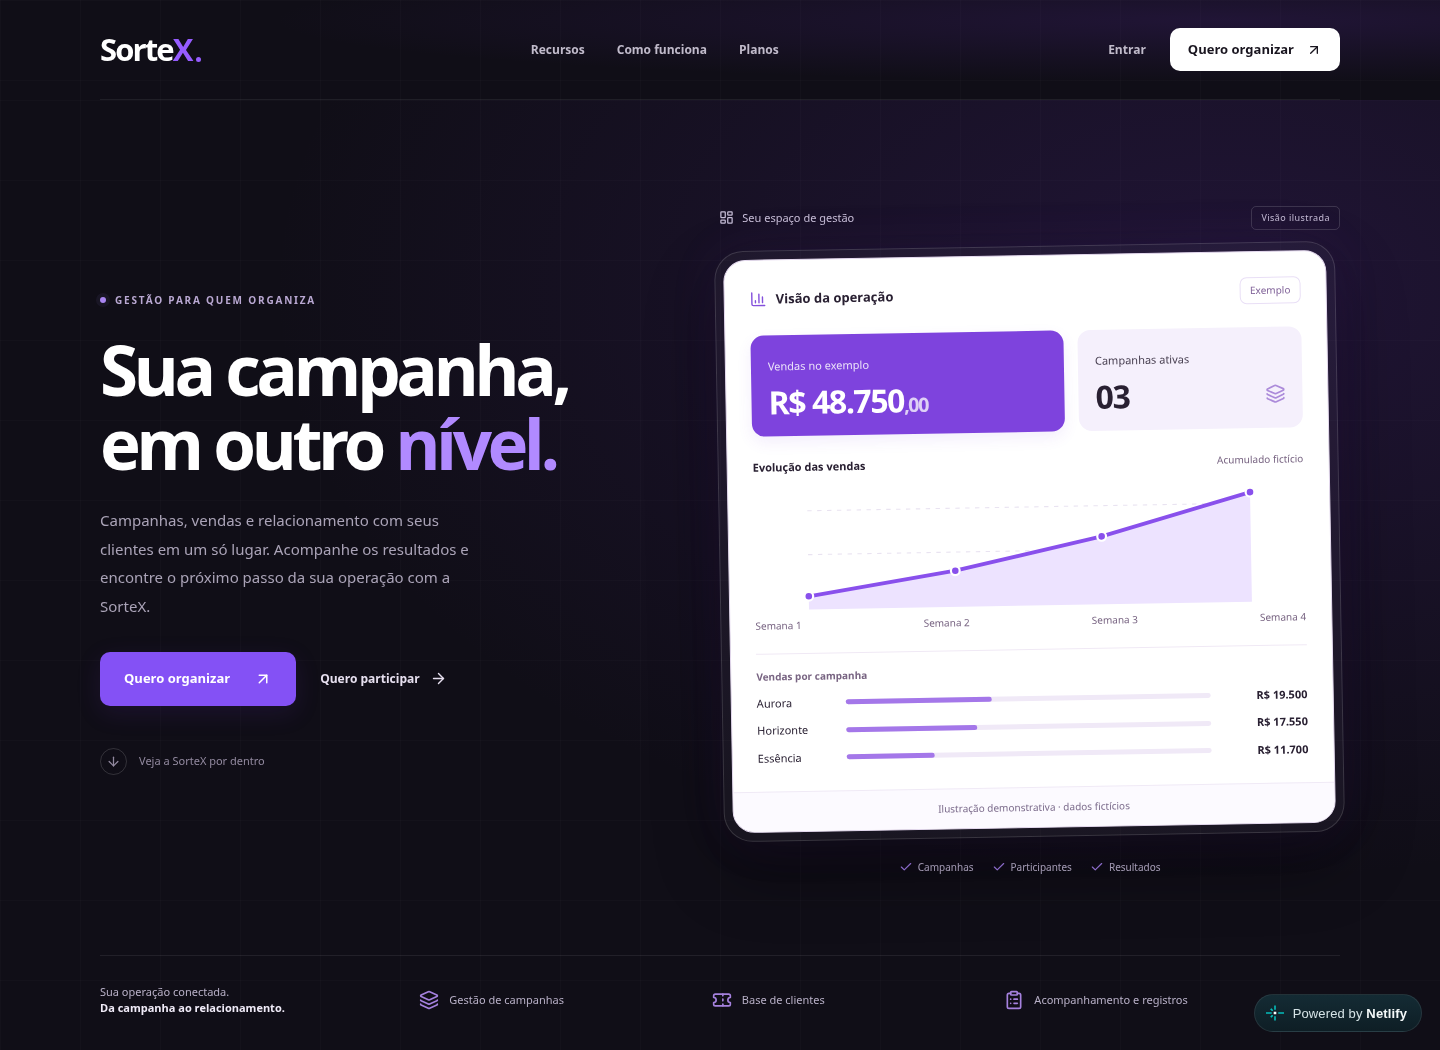 SorteX.
Recursos
Como funciona
Planos
Entrar
Quero organizar
GESTÃO PARA QUEM ORGANIZA
Sua campanha,
em outro nível.
Campanhas, vendas e relacionamento com seus
clientes em um só lugar. Acompanhe os resultados e
encontre o próximo passo da sua operação com a
SorteX.
Quero organizar
Quero participar
Veja a SorteX por dentro
Seu espaço de gestão
Visão ilustrada
Visão da operação
Exemplo
Vendas no exemplo
R$ 48.750,00
Campanhas ativas
03
Evolução das vendas
Acumulado fictício
Semana 1
Semana 2
Semana 3
Semana 4
Vendas por campanha
Aurora
R$ 19.500
Horizonte
R$ 17.550
Essência
R$ 11.700
Ilustração demonstrativa · dados fictícios
Campanhas
Participantes
Resultados
Sua operação conectada.
Da campanha ao relacionamento.
Gestão de campanhas
Base de clientes
Acompanhamento e registros
Powered by Netlify